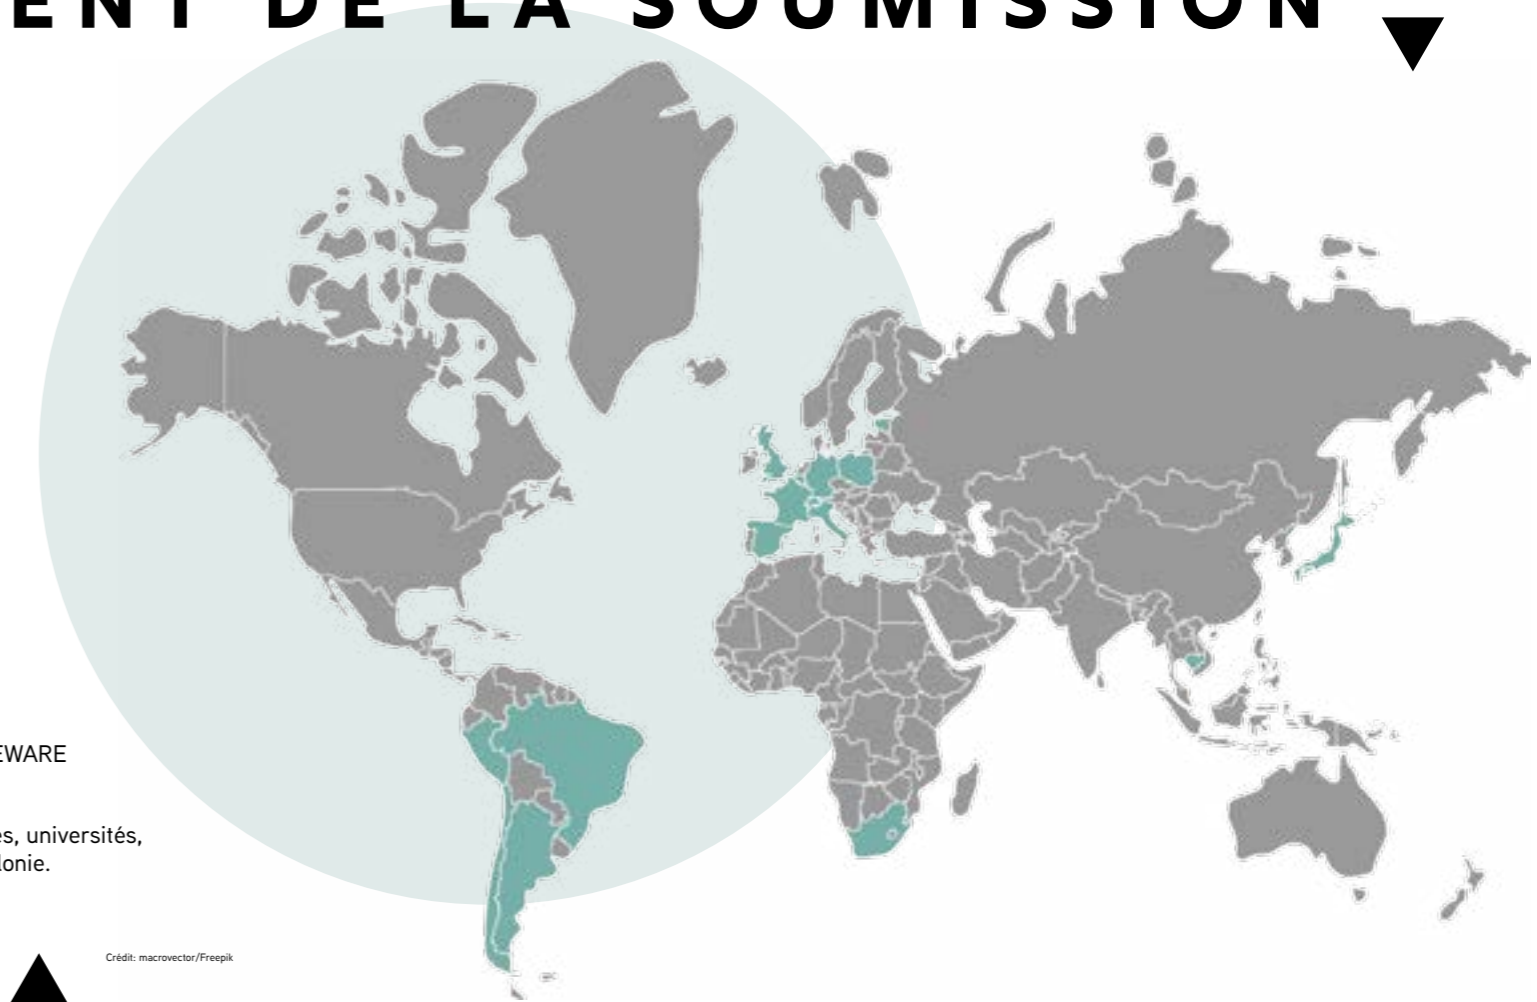 ENT DE LA SOUMISSION
EWARE
es, universités,
lonie.
Crédit: macrovector/Freepik